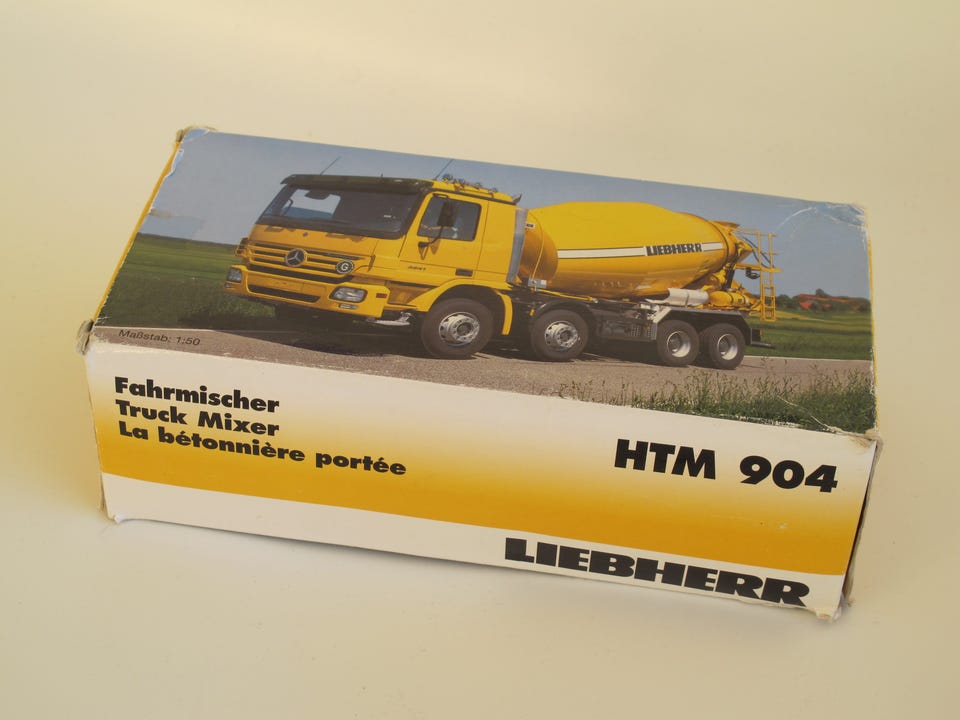 LIEBHERR
G
Maßstab: 1:50
Fahrmischer
Truck Mixer
La bétonnière portée
HTM 904
LIEBHERR